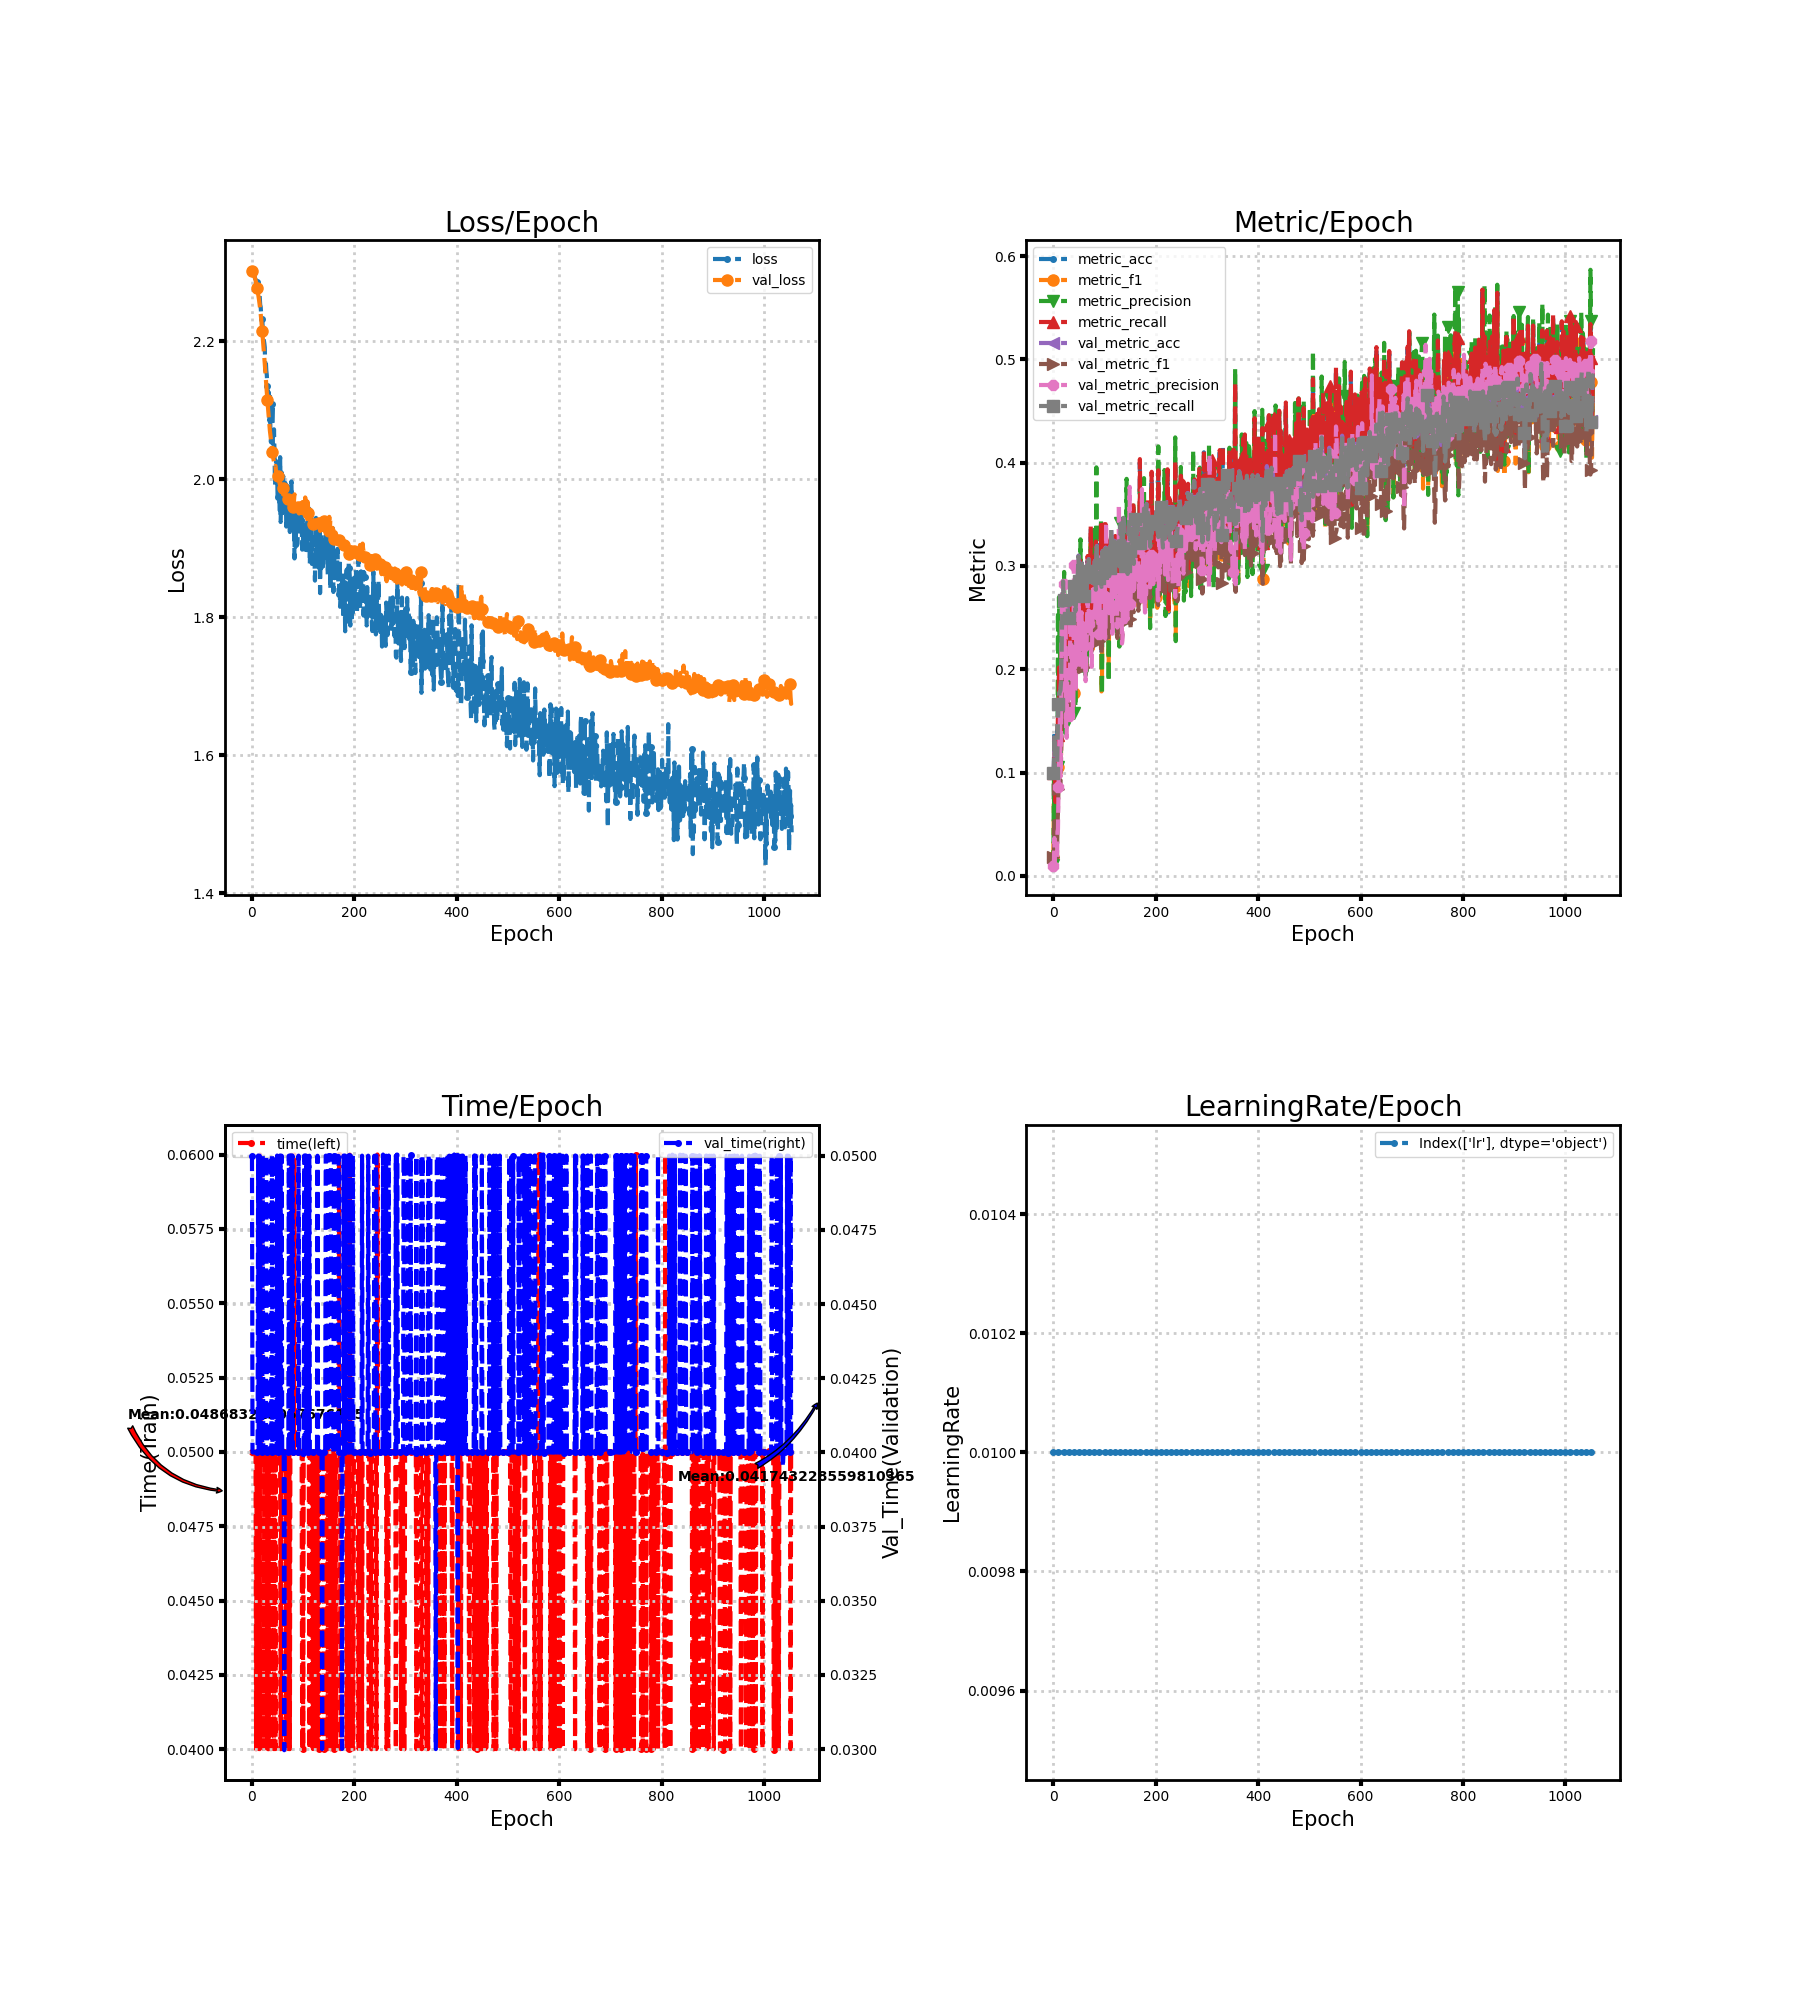 Loss/Epoch
Loss
2.2
2.0
1.8
1.6
1.4
0 200 400 600 800 1000
Epoch
loss
val_loss
Metric/Epoch
Metric
0.6
0.5
0.4
0.3
0.2
0.1
0.0
0 200 400 600 800 1000
Epoch
metric_acc
metric_f1
metric_precision
metric_recall
val_metric_acc
val_metric_f1
val_metric_precision
val_metric_recall
Time/Epoch
time(left)
val_time(right)
Time(Train)
0.0600
0.0575
0.0550
0.0525
0.0500
0.0475
0.0450
0.0425
0.0400
Val_Time(Validation)
0.0500
0.0475
0.0450
0.0425
0.0400
0.0375
0.0350
0.0325
0.0300
0 200 400 600 800 1000
Epoch
LearningRate/Epoch
Index(['lr'], dtype='object')
LearningRate
0.0104
0.0102
0.0100
0.0098
0.0096
0 200 400 600 800 1000
Epoch